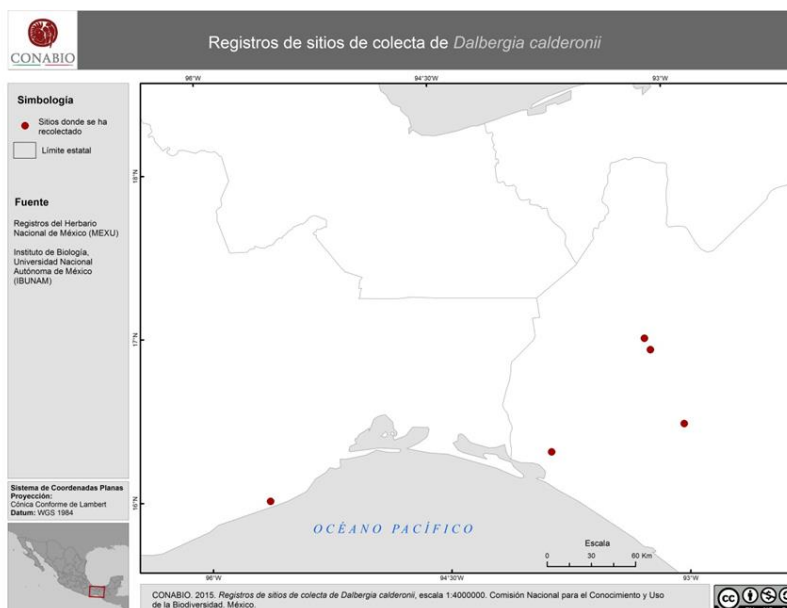 CONABIO
Registros de sitios de colecta de Dalbergia calderonii
96°W
94°30'W
93°W
Simbología
Sitios donde se ha
recolectado
Límite estatal
Fuente
Registros del Herbario
Nacional de México (MEXU)
Instituto de Biología,
Universidad Nacional
Autónoma de México
(IBUNAM)
18°N
17°N
16°N
OCÉANO PACÍFICO
Escala
0 30 60 Km
Sistema de Coordenadas Planas
Proyección:
Cónica Conforme de Lambert
Datum: WGS 1984
96°W
94°30'W
93°W
CONABIO. 2015. Registros de sitios de colecta de Dalbergia calderonii, escala 1:4000000. Comisión Nacional para el Conocimiento y Uso
de la Biodiversidad. México.
cc